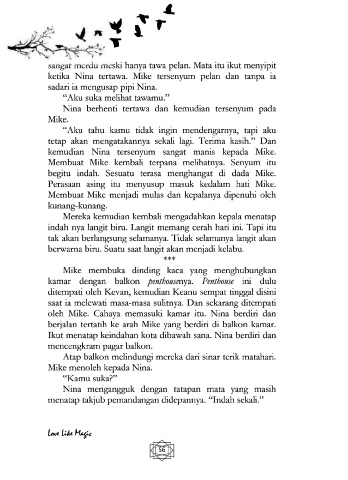 sangat merdu meski hanya tawa pelan. Mata itu ikut menyipit
ketika Nina tertawa. Mike tersenyum pelan dan tanpa ia
sadari ia mengusap pipi Nina.
“Aku suka melihat tawamu.”
Nina berhenti tertawa dan kemudian tersenyum pada
Mike.
“Aku tahu kamu tidak ingin mendengarnya, tapi aku
tetap akan mengatakannya sekali lagi. Terima kasih.” Dan
kemudian Nina tersenyum sangat manis kepada Mike.
Membuat Mike kembali terpana melihatnya. Senyum itu
begitu indah. Sesuatu terasa menghangat di dada Mike.
Perasaan asing itu menyusup masuk kedalam hati Mike.
Membuat Mike menjadi mulas dan kepalanya dipenuhi oleh
kunang-kunang.
Mereka kemudian kembali mengadahkan kepala menatap
indah nya langit biru. Langit memang cerah hari ini. Tapi itu
tak akan berlangsung selamanya. Tidak selamanya langit akan
berwarna biru. Suatu saat langit akan menjadi kelabu.
***
Mike membuka dinding kaca yang menghubungkan
kamar dengan balkon penthousenya. Penthouse ini dulu
ditempati oleh Kevan, kemudian Keanu sempat tinggal disini
saat ia melewati masa-masa sulitnya. Dan sekarang ditempati
oleh Mike. Cahaya memasuki kamar itu. Nina berdiri dan
berjalan tertatih ke arah Mike yang berdiri di balkon kamar.
Ikut menatap keindahan kota dibawah sana. Nina berdiri dan
mencengkram pagar balkon.
Atap balkon melindungi mereka dari sinar terik matahari.
Mike menoleh kepada Nina.
“Kamu suka?”
Nina mengangguk dengan tatapan mata yang masih
menatap takjub pemandangan didepannya. “Indah sekali.”
Love Like Magic
56